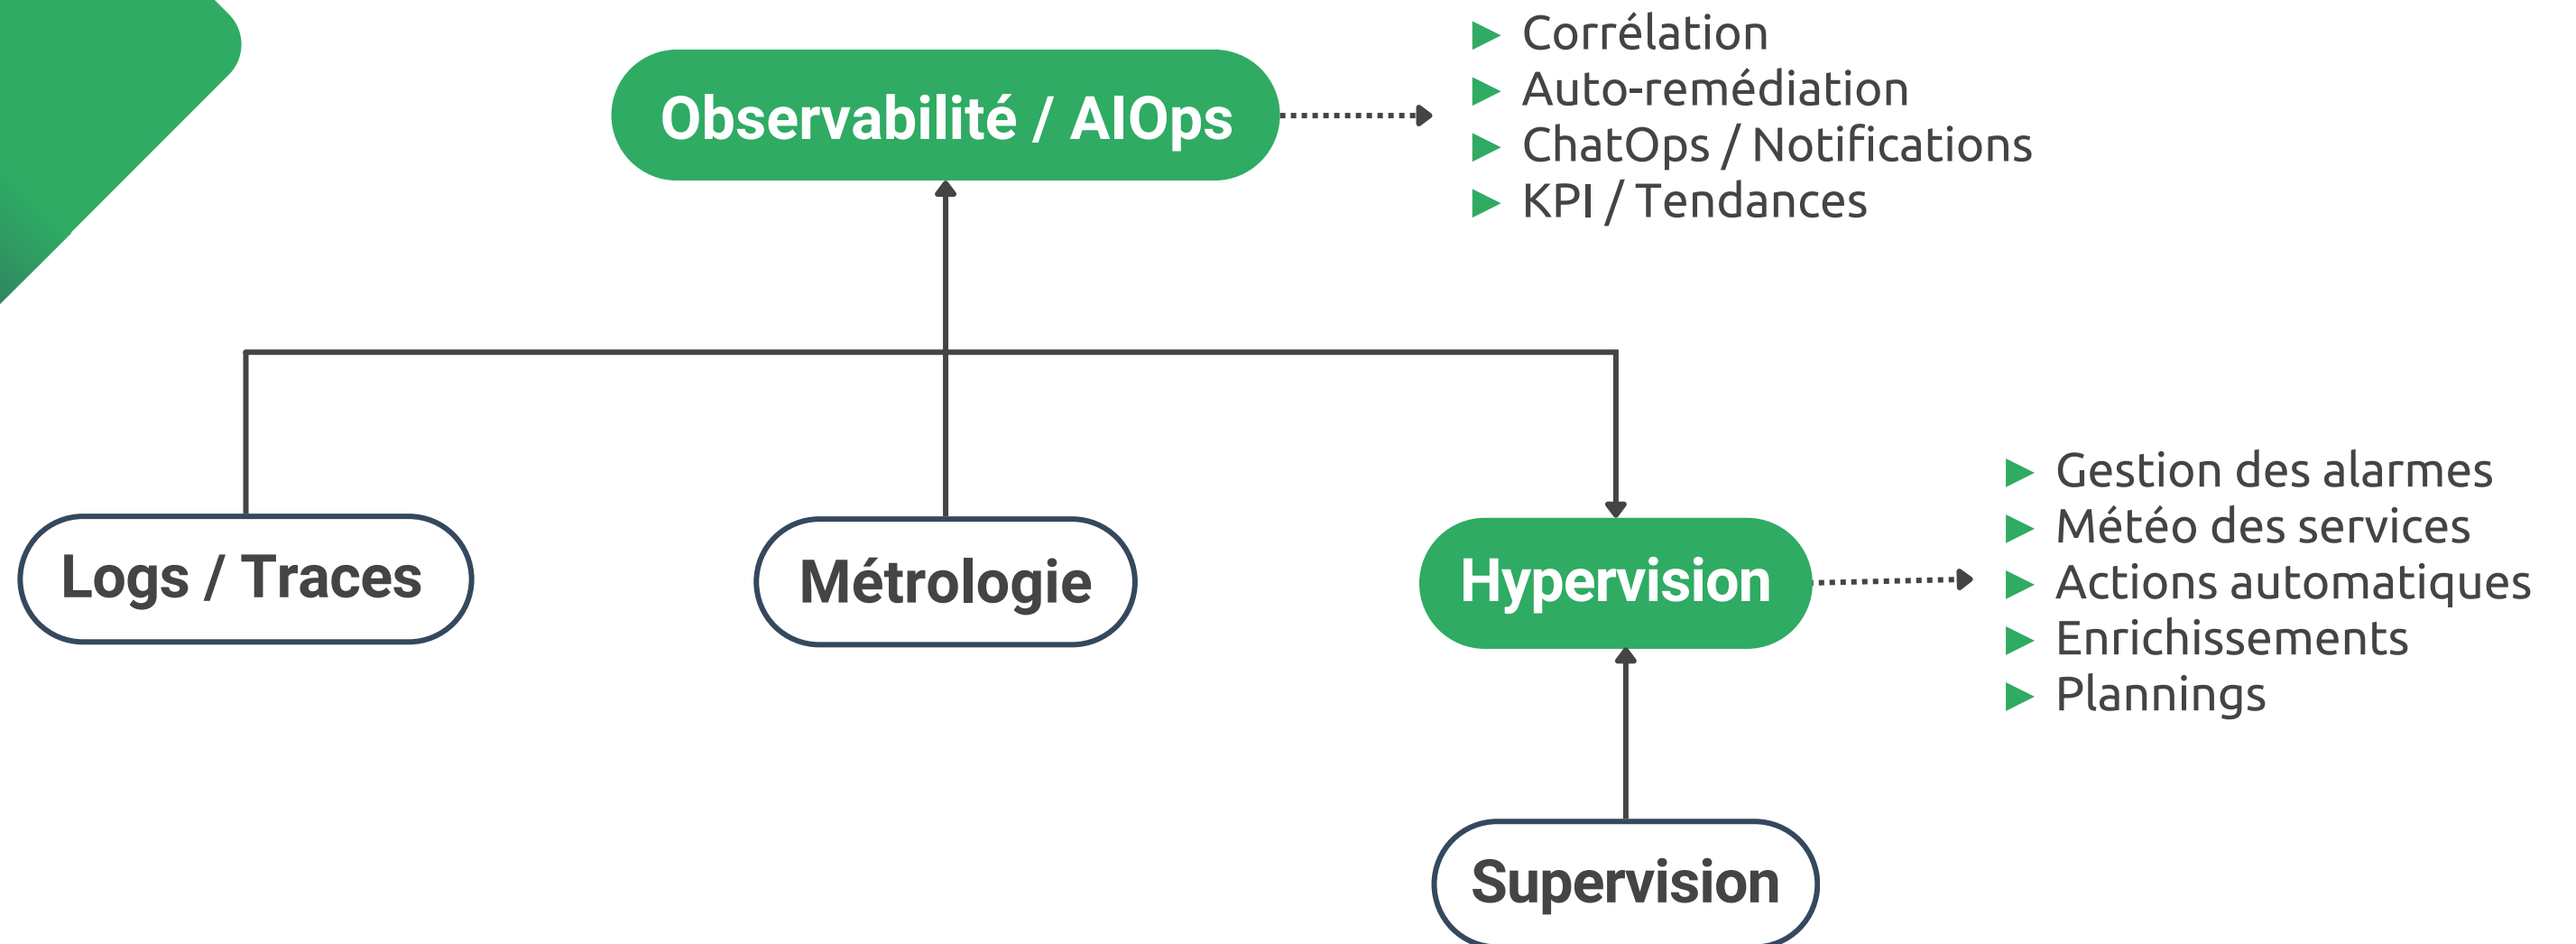 Observabilité / AIOps
Corrélation
Auto-remédiation
ChatOps / Notifications
KPI / Tendances
Logs / Traces
Métrologie
Hypervision
Gestion des alarmes
Météo des services
Actions automatiques
Enrichissements
Plannings
Supervision